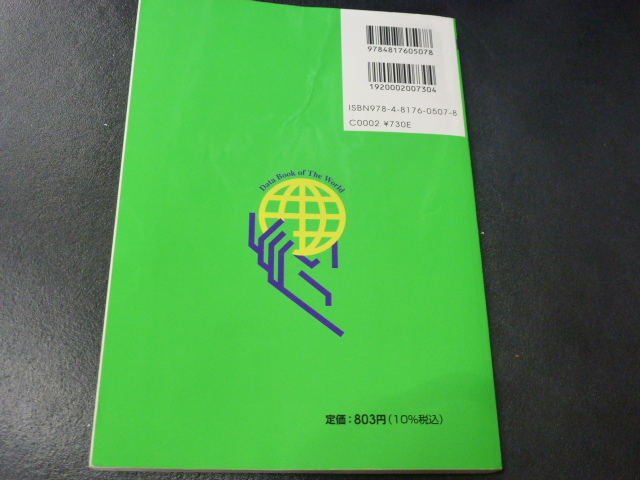 9784817605078
1920002007304
ISBN978-4-8176-0507-8
C0002 ¥730E
Data Book of The World
定価:803円(10%税込)